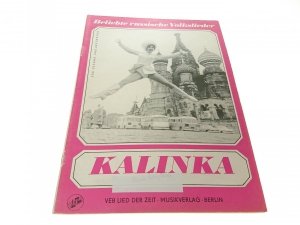 Beliebte russische Volkslieder
KALINKA
VEB LIED DER ZEIT · MUSIKVERLAG · BERLIN